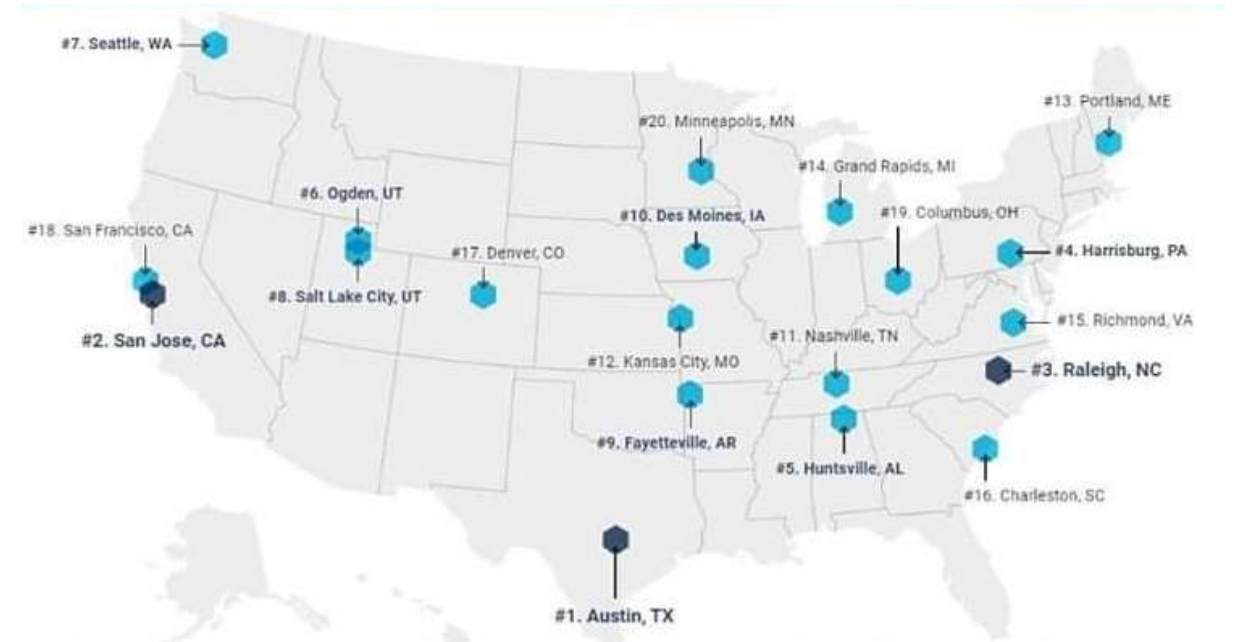 #7. Seattle, WA
#13. Portland, ME
#20. Minneapolis, MN
#14. Grand Rapids, MI
#6. Ogden, UT
#10. Des Moines, IA
#19. Columbus, OH
#18. San Francisco, CA
#17. Denver, CO
#4. Harrisburg, PA
#8. Salt Lake City, UT
#15. Richmond, VA
#2. San Jose, CA
#11. Nashville, TN
#12. Kansas City, MO
#3. Raleigh, NC
#9. Fayetteville, AR
#5. Huntsville, AL
#16. Charleston, SC
#1. Austin, TX